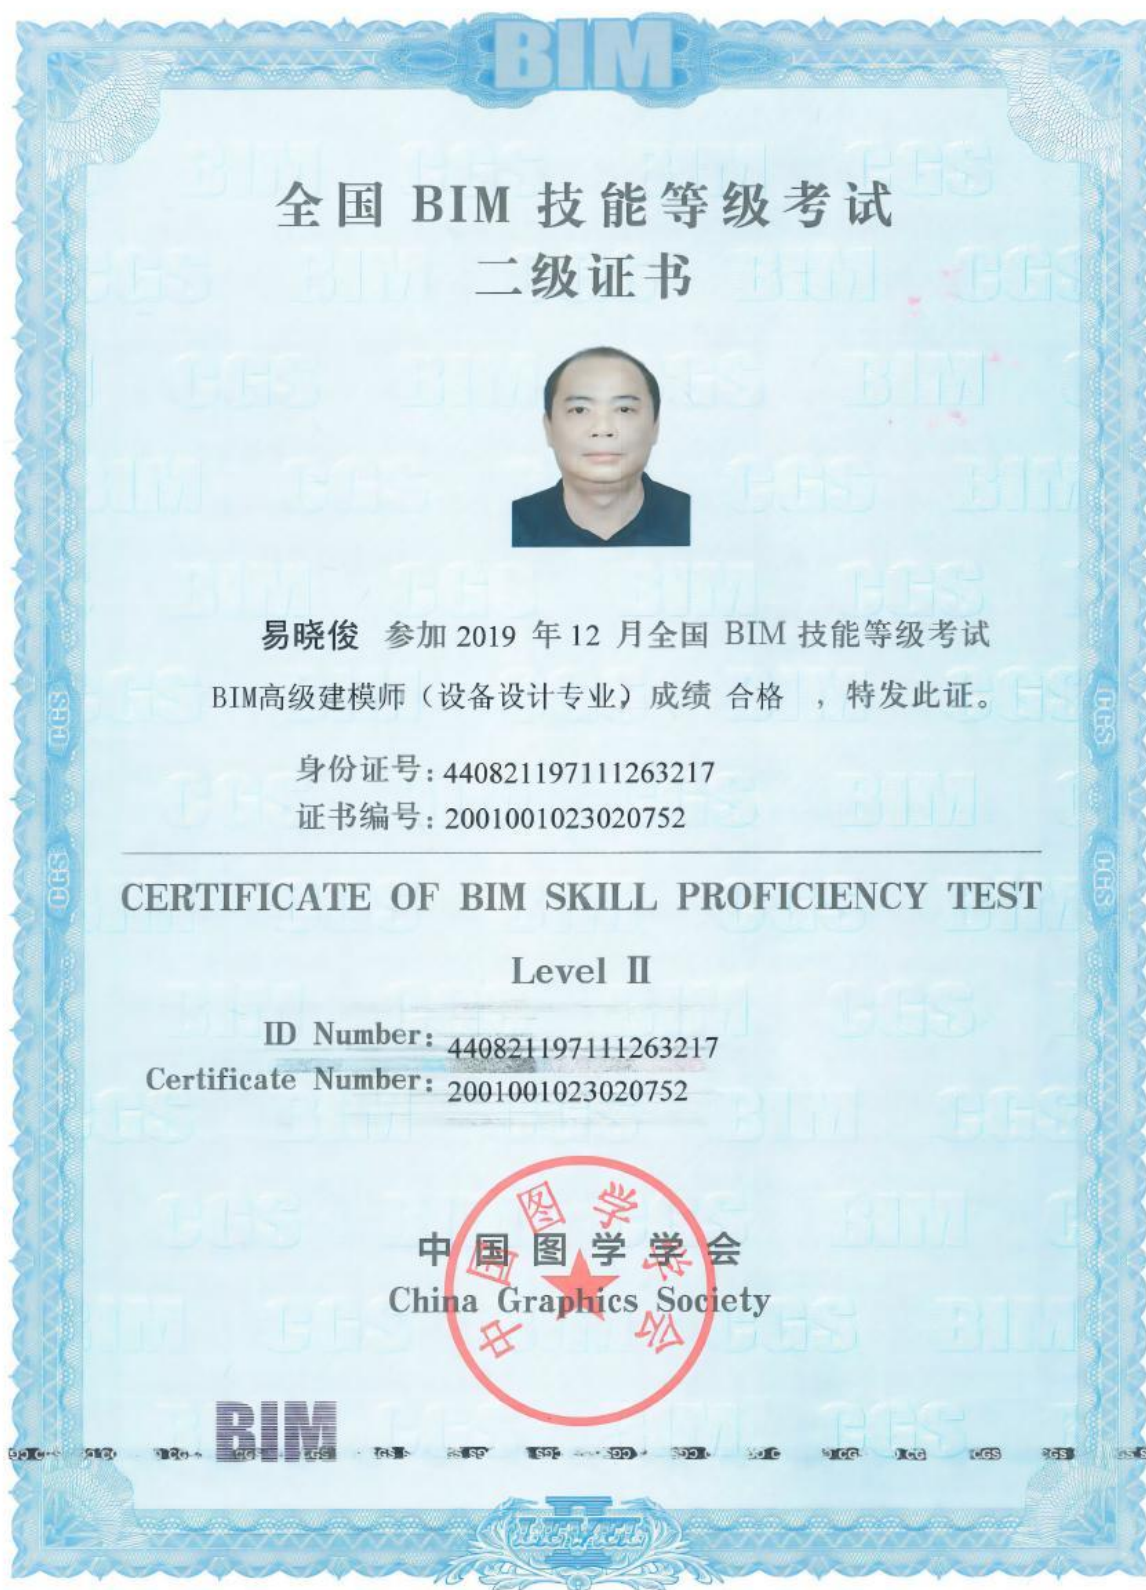 BIM
全国 BIM 技能等级考试
二级证书
易晓俊 参加 2019 年 12 月全国 BIM 技能等级考试
BIM高级建模师（设备设计专业）成绩 合格 ，特发此证。
身份证号：440821197111263217
证书编号：2001001023020752
CERTIFICATE OF BIM SKILL PROFICIENCY TEST
Level II
ID Number: 440821197111263217
Certificate Number: 2001001023020752
中国图学学会
中国图学学会
China Graphics Society
BIM
CGS
CGS
CGS
CGS